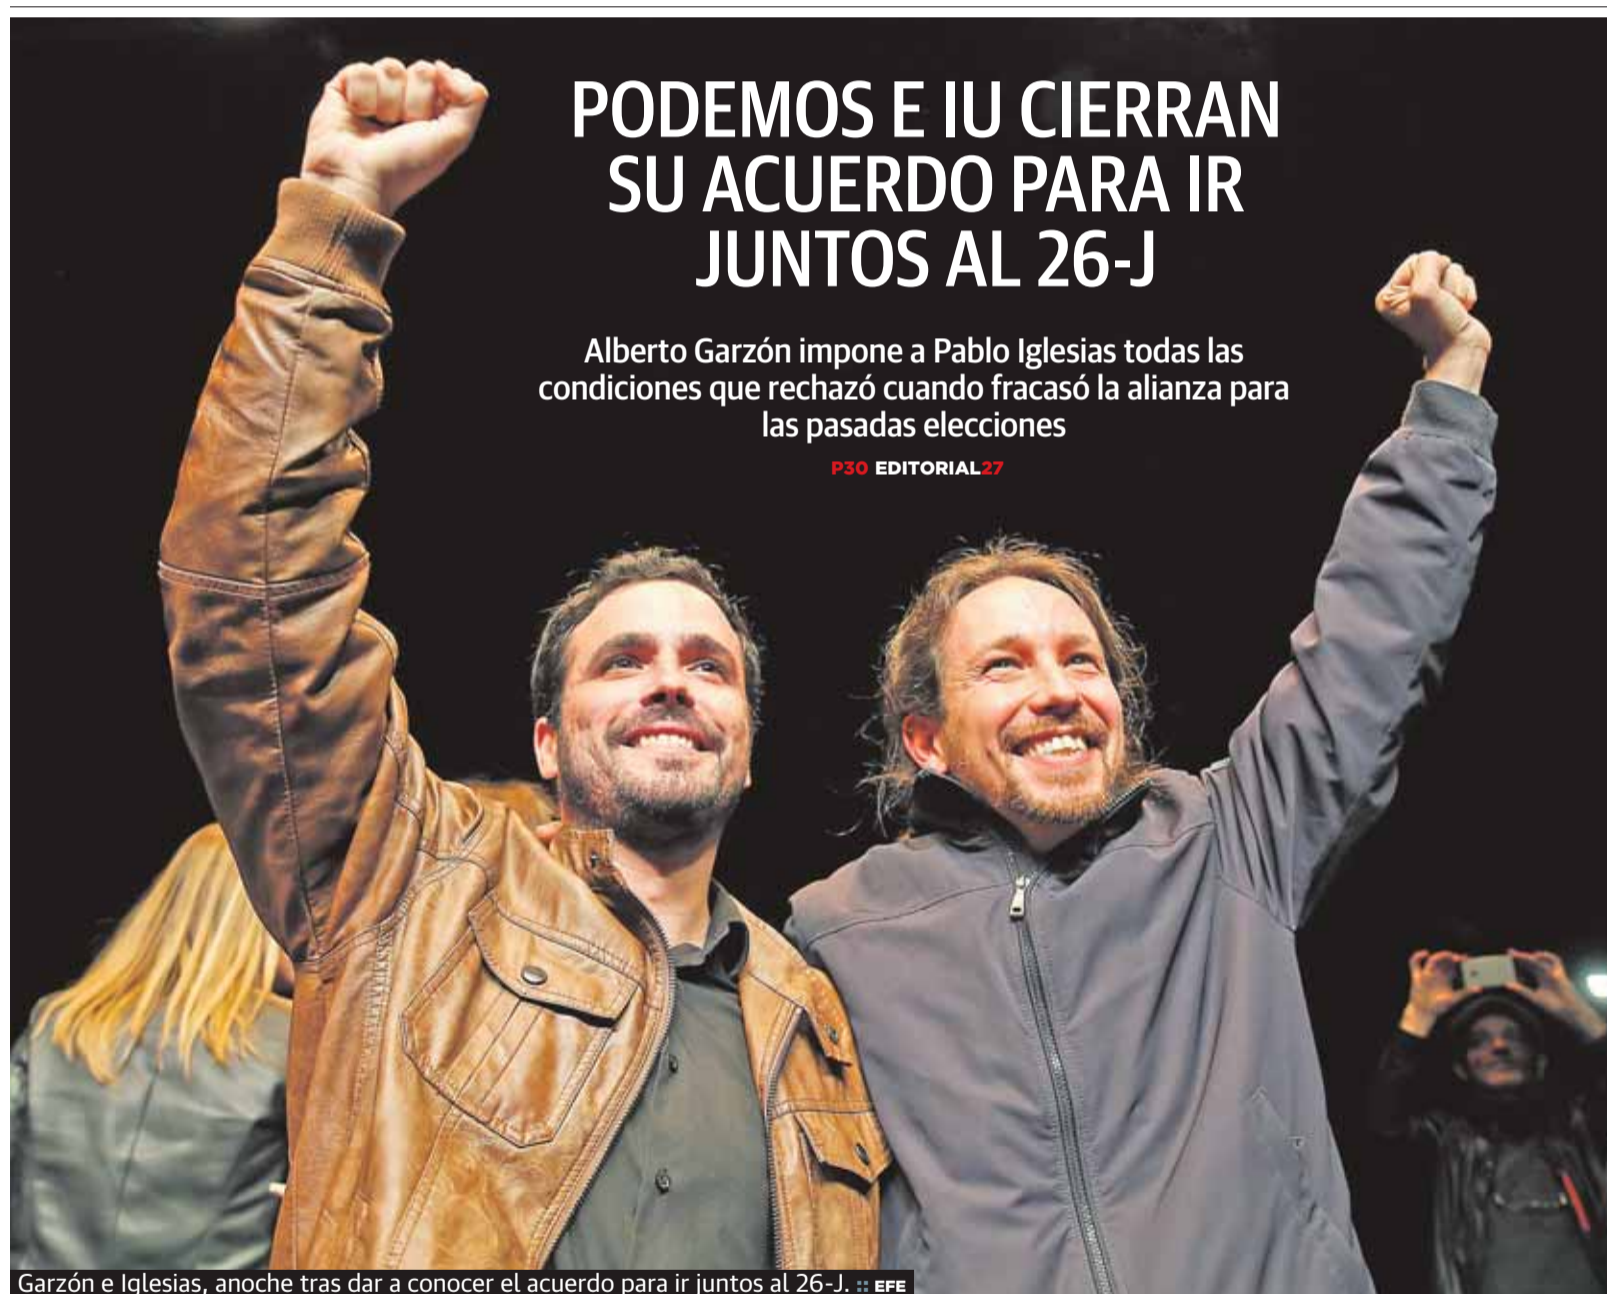 PODEMOS E IU CIERRAN
SU ACUERDO PARA IR
JUNTOS AL 26-J
Alberto Garzón impone a Pablo Iglesias todas las
condiciones que rechazó cuando fracasó la alianza para
las pasadas elecciones
P30 EDITORIAL27
Garzón e Iglesias, anoche tras dar a conocer el acuerdo para ir juntos al 26-J. :: EFE